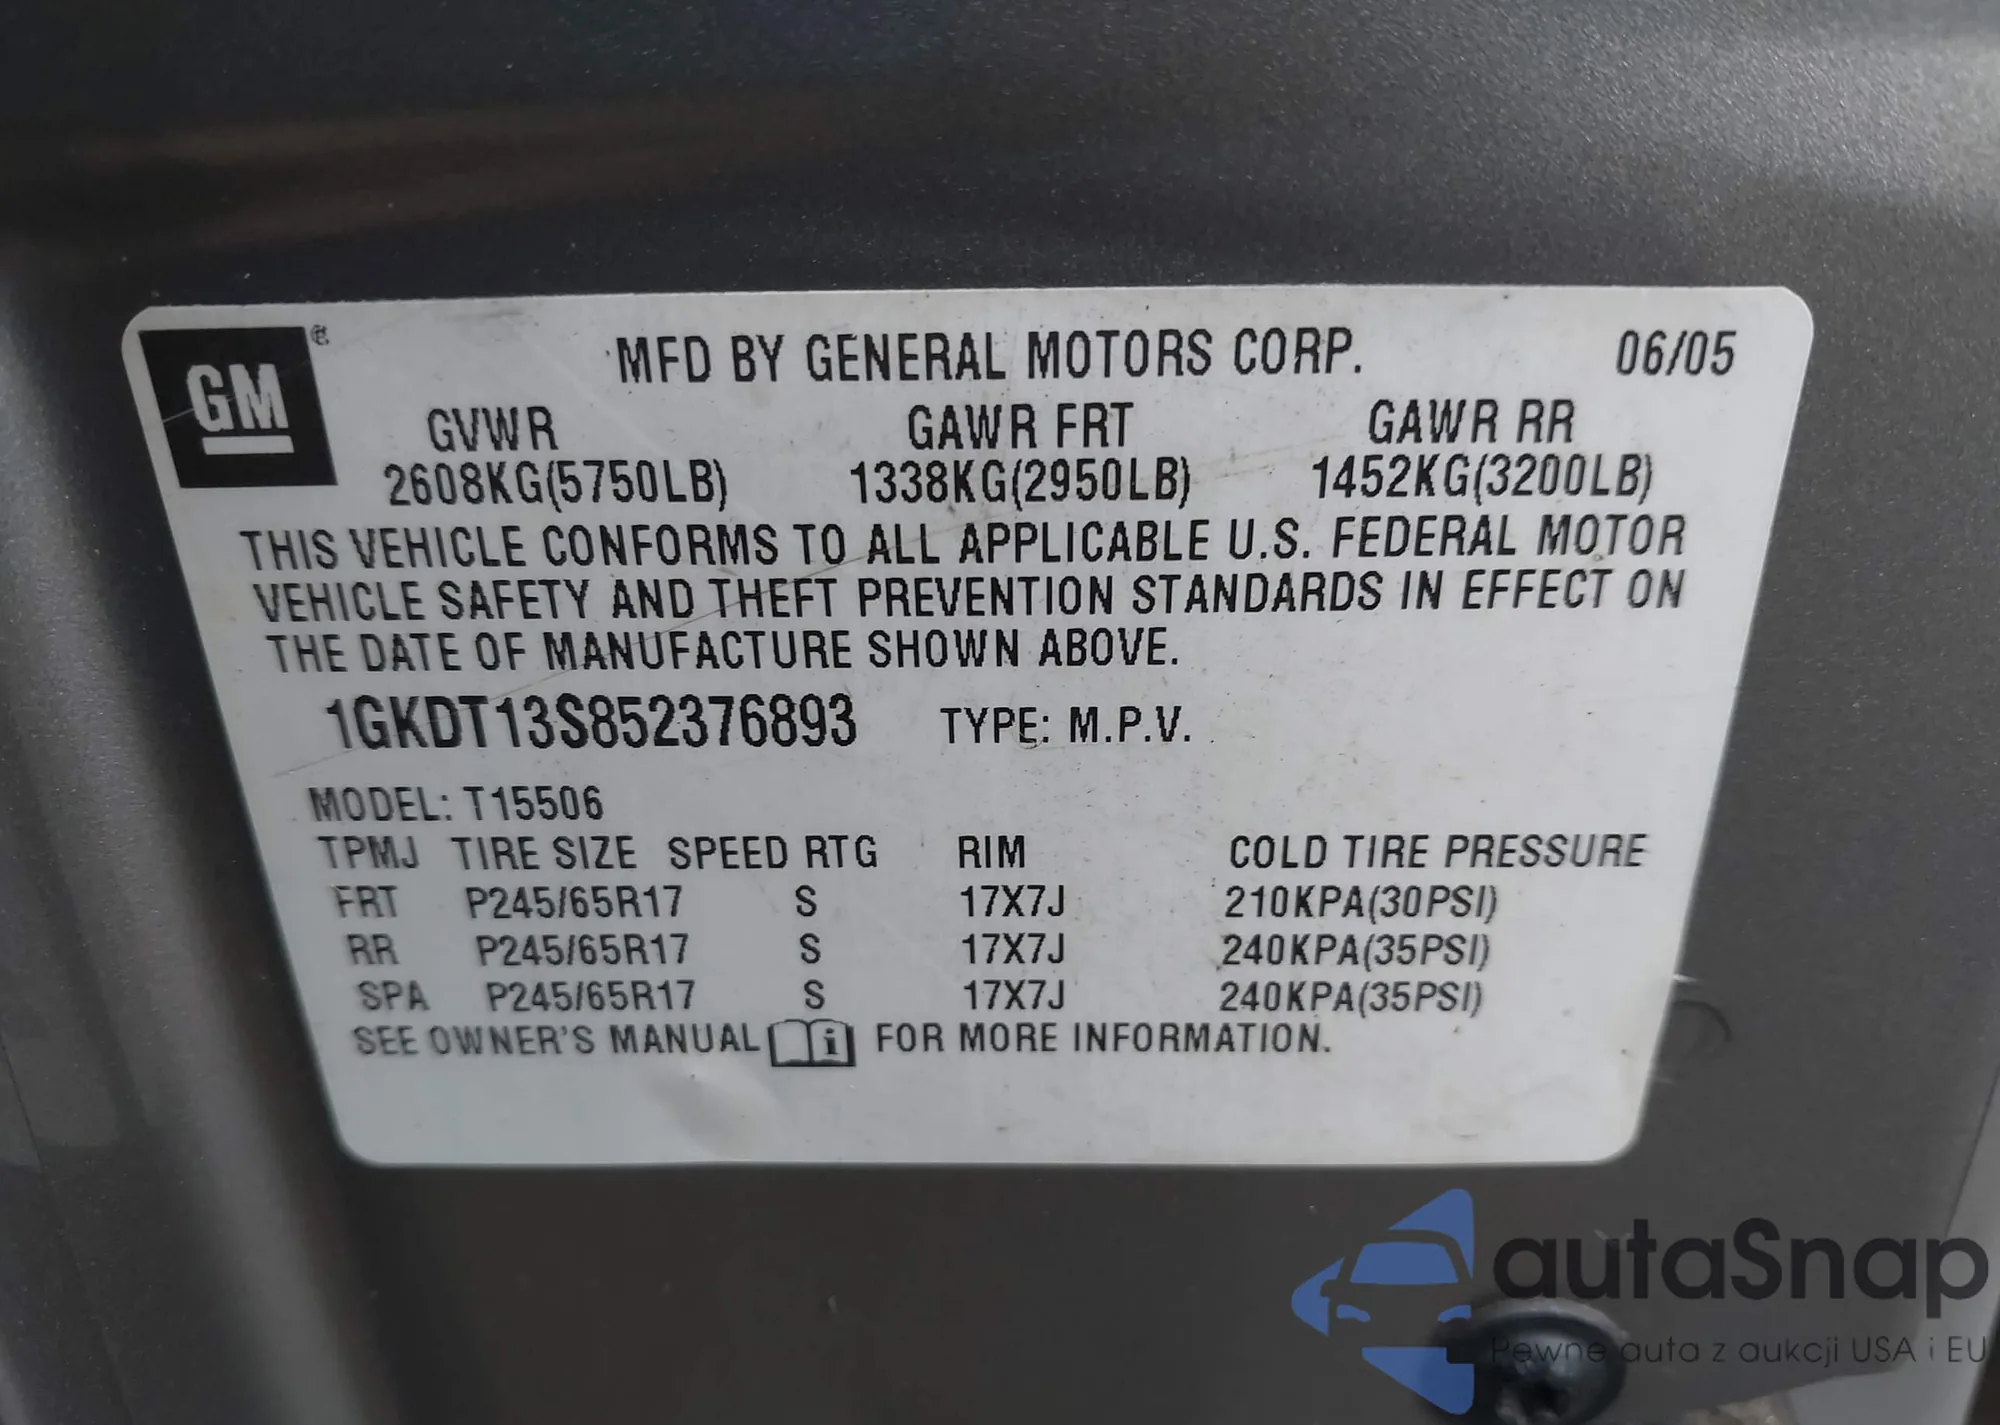 GM
MFD BY GENERAL MOTORS CORP. 06/05
GVWR GAWR FRT GAWR RR
2608KG(5750LB) 1338KG(2950LB) 1452KG(3200LB)
THIS VEHICLE CONFORMS TO ALL APPLICABLE U.S. FEDERAL MOTOR
VEHICLE SAFETY AND THEFT PREVENTION STANDARDS IN EFFECT ON
THE DATE OF MANUFACTURE SHOWN ABOVE.
1GKDT13S852376893 TYPE: M.P.V.
MODEL: T15506
TPMJ TIRE SIZE SPEED RTG RIM COLD TIRE PRESSURE
FRT P245/65R17 S 17X7J 210KPA(30PSI)
RR P245/65R17 S 17X7J 240KPA(35PSI)
SPA P245/65R17 S 17X7J 240KPA(35PSI)
SEE OWNER'S MANUAL i FOR MORE INFORMATION.
autaSnap
Pewne auta z aukcji USA i EU